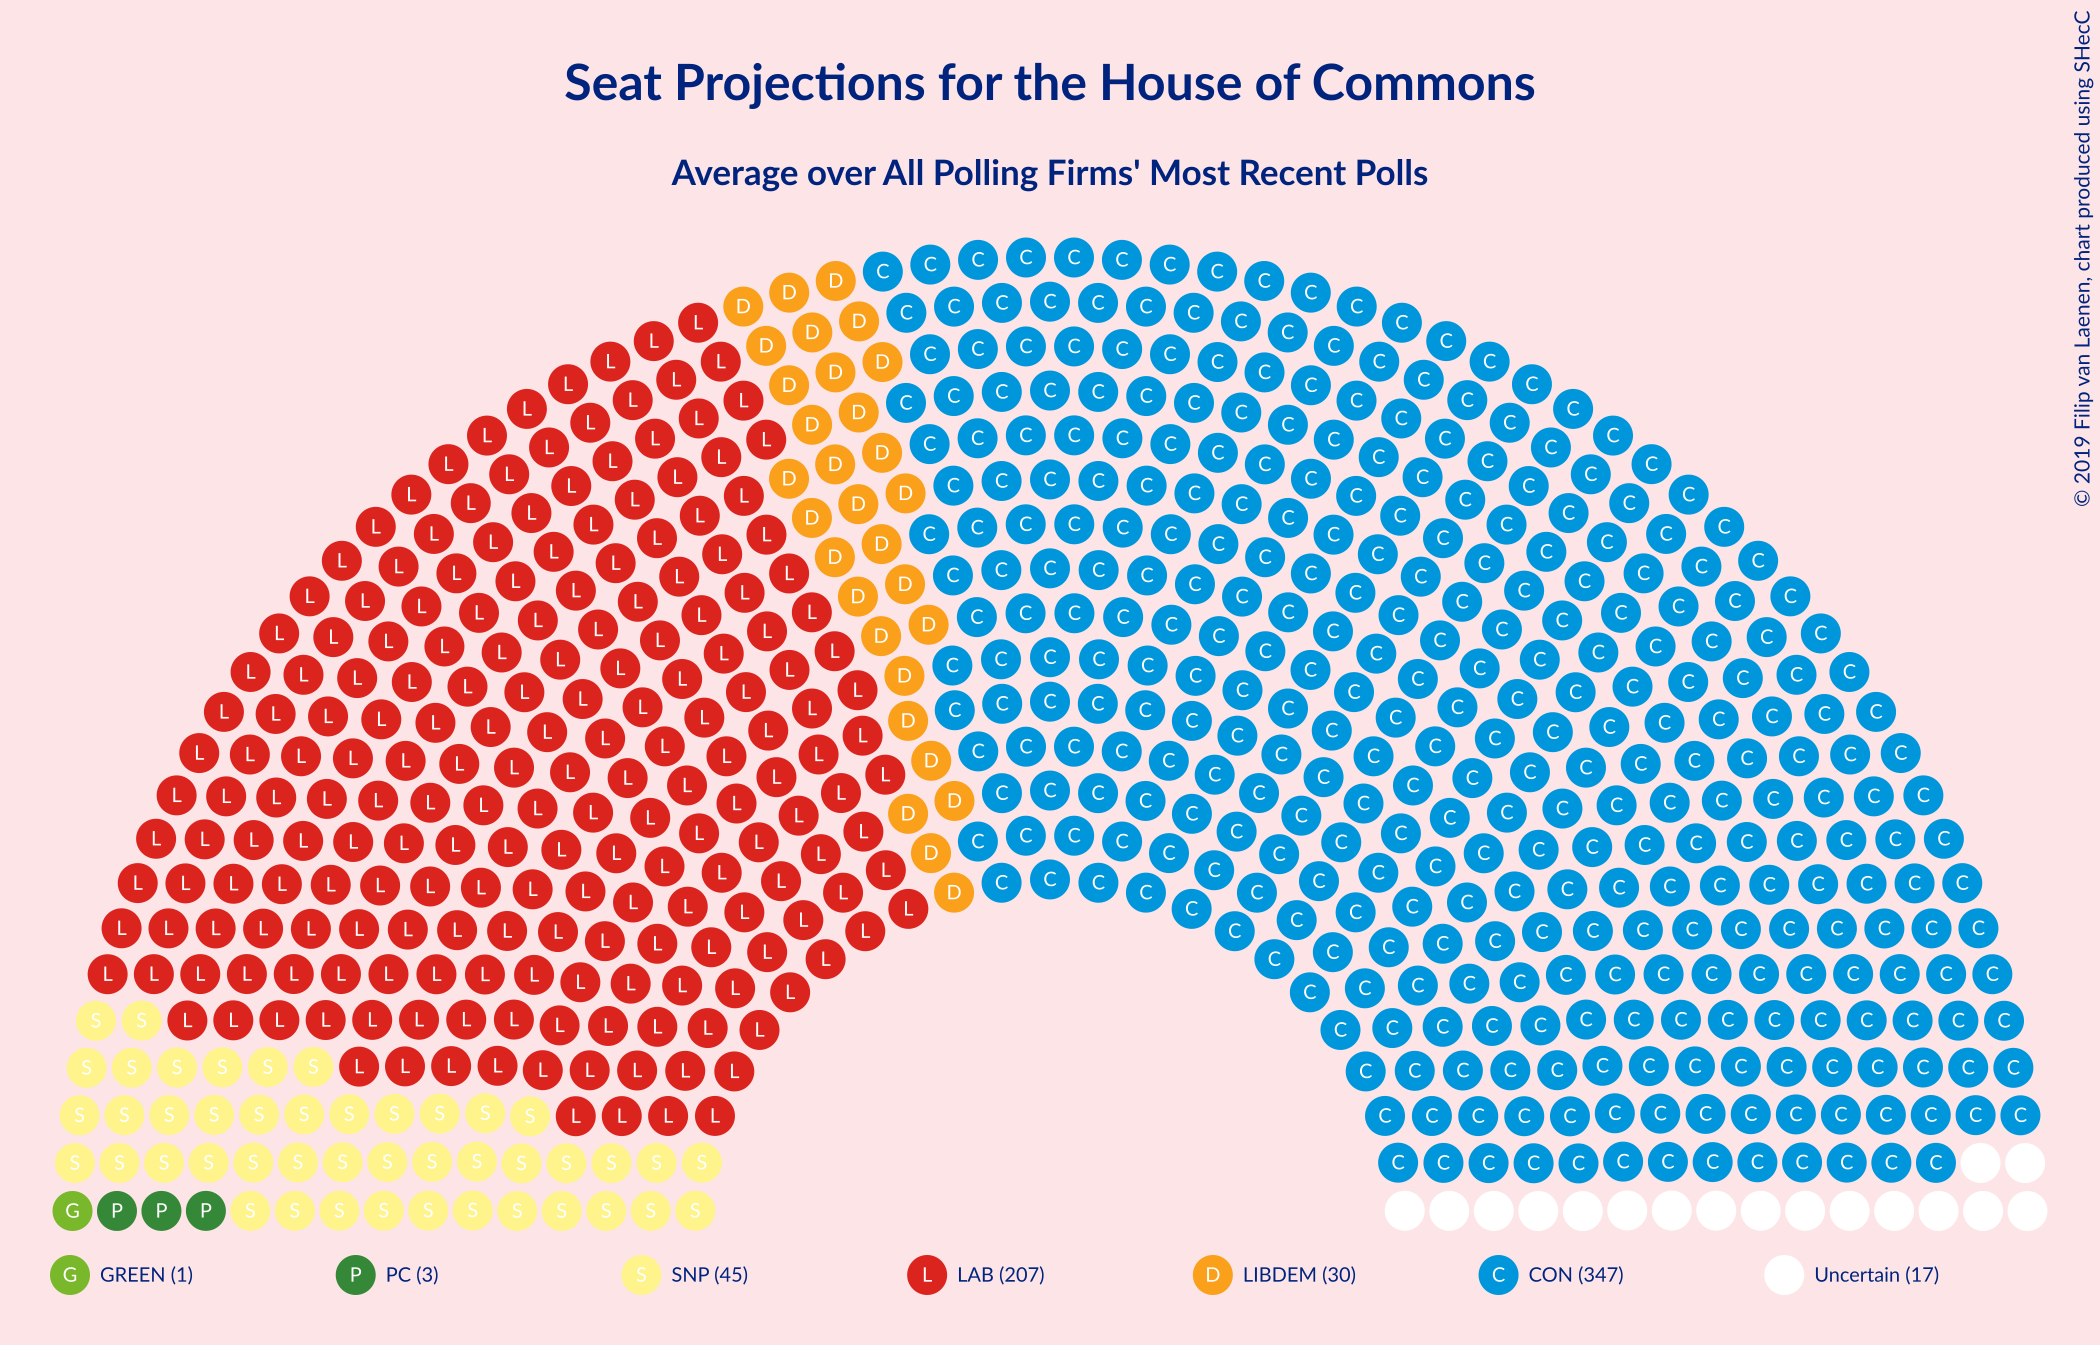 Seat Projections for the House of Commons
Average over All Polling Firms' Most Recent Polls
© 2019 Filip van Laenen, chart produced using SHecC
G GREEN (1)
P PC (3)
S SNP (45)
L LAB (207)
D LIBDEM (30)
C CON (347)
Uncertain (17)